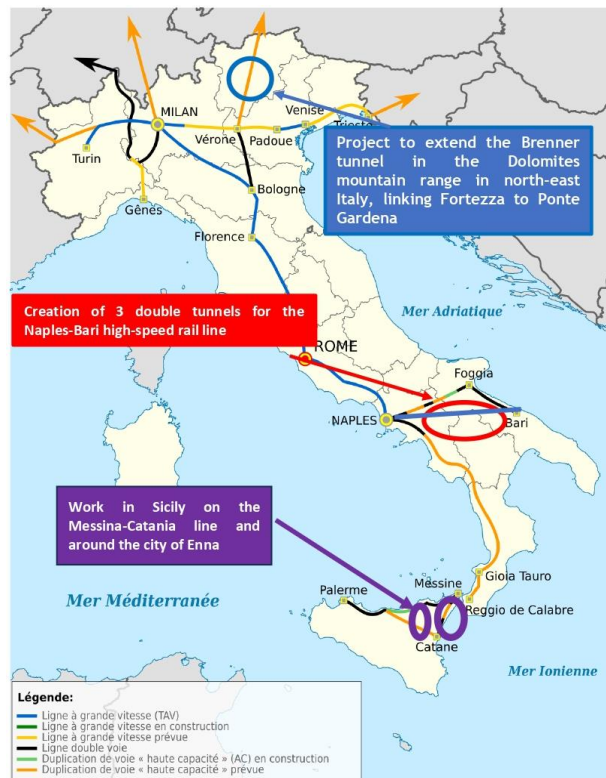 MILAN
Turin
Vérone
Padoue
Venise
Trieste
Project to extend the Brenner
tunnel in the Dolomites
mountain range in north-east
Italy, linking Fortezza to Ponte
Gardena
Gênes
Bologne
Florence
Creation of 3 double tunnels for the
Naples-Bari high-speed rail line
Mer Adriatique
ROME
Foggia
NAPLES
Bari
Work in Sicily on the
Messina-Catania line and
around the city of Enna
Mer Méditerranée
Palerme
Messine
Gioia Tauro
Reggio de Calabre
Catane
Mer Ionienne
Légende:
Ligne à grande vitesse (TAV)
Ligne à grande vitesse en construction
Ligne à grande vitesse prévue
Ligne double voie
Duplication de voie « haute capacité » (AC) en construction
Duplication de voie « haute capacité » prévue